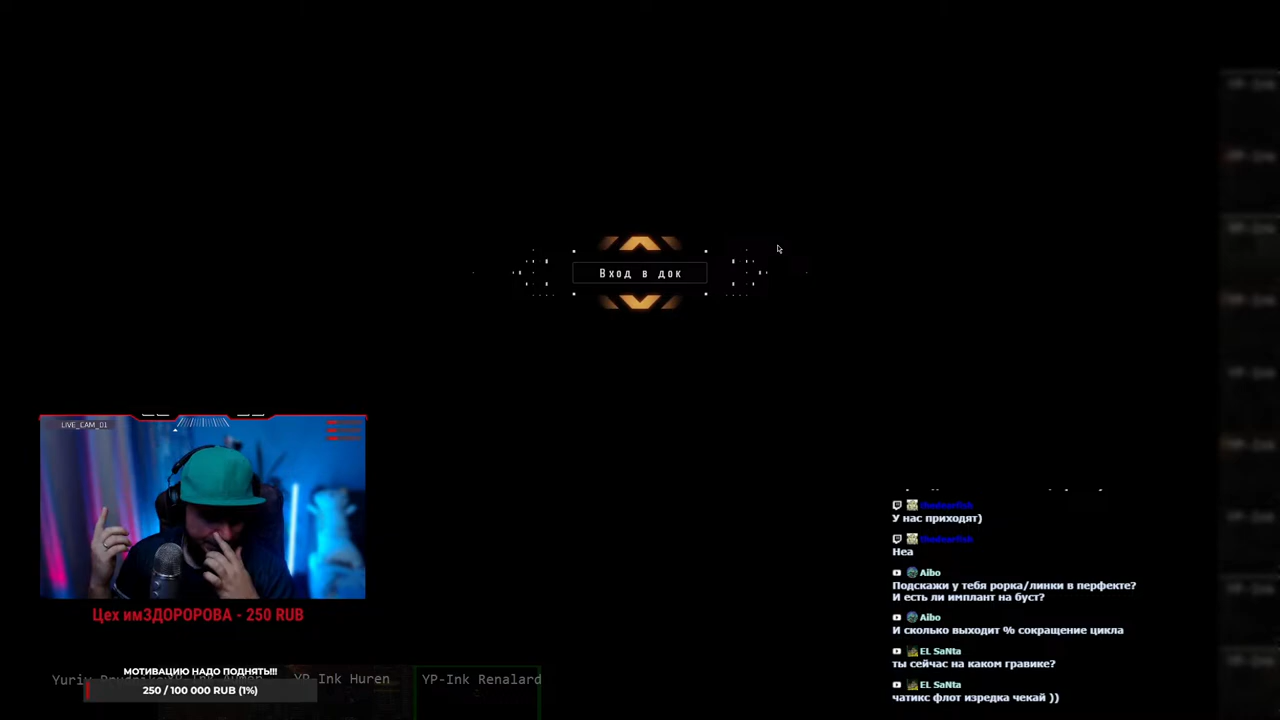 Вход в док
LIVE_CAM_01
Цех имЗДОРОРОВА - 250 RUB
МОТИВАЦИЮ НАДО ПОДНЯТЬ!!!
250 / 100 000 RUB (1%)
YP-Ink Huren
YP-Ink Renalard
У нас приходят)
Неа
Aibo
Подскажи у тебя рорка/линки в перфекте?
И есть ли имплант на буст?
Aibo
И сколько выходит % сокращение цикла
EL SaNta
ты сейчас на каком гравике?
EL SaNta
чатикс флот изредка чекай ))